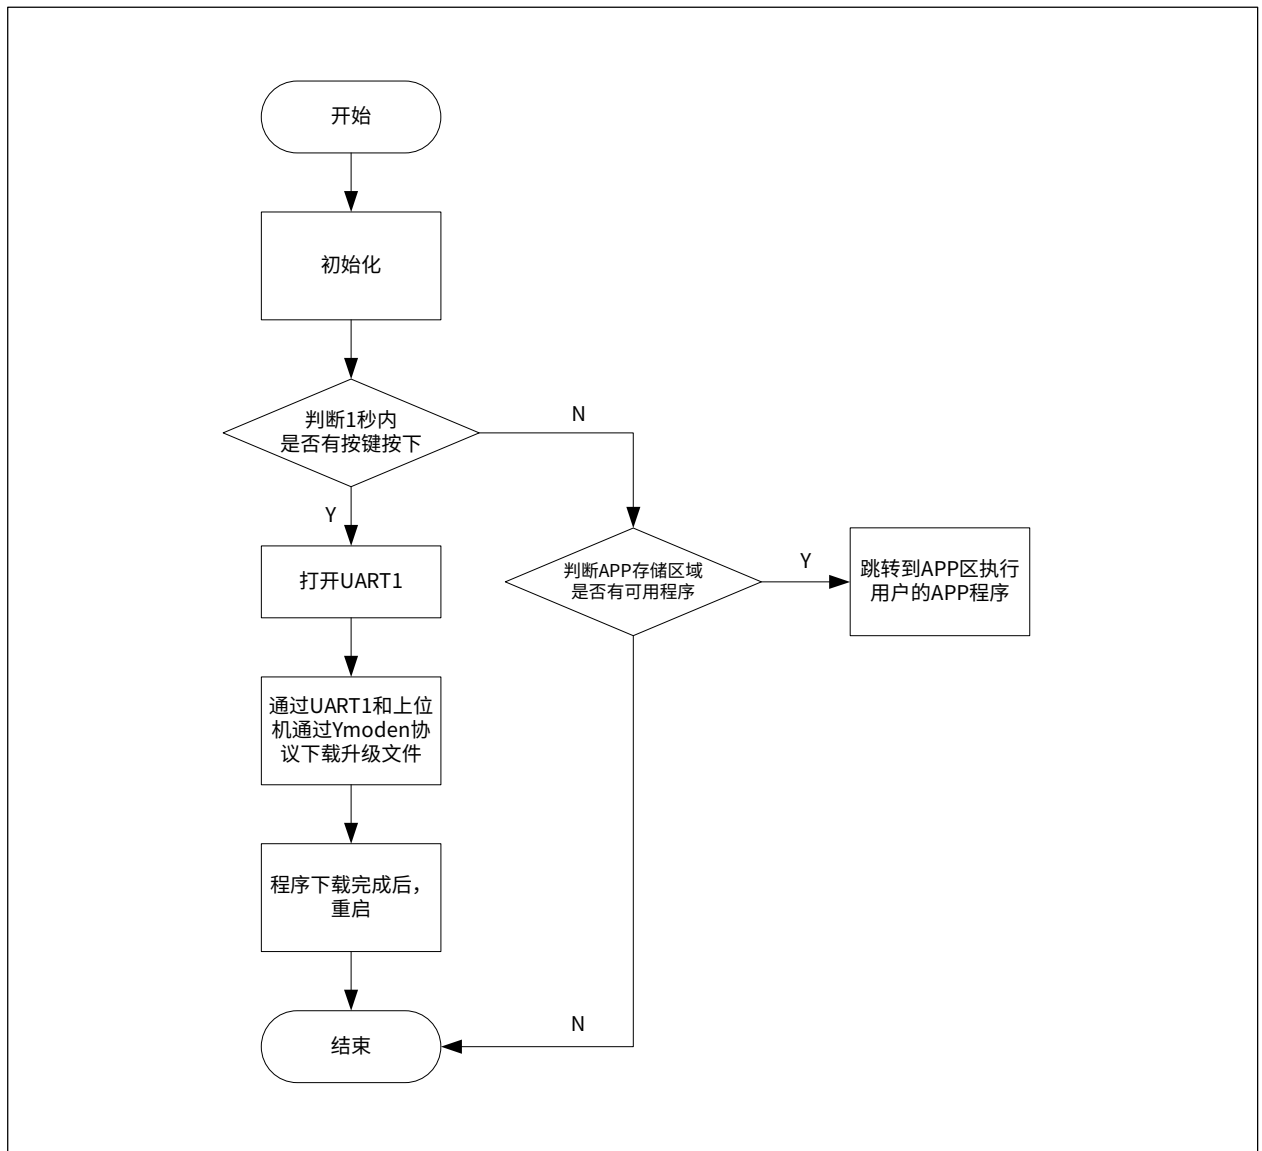 开始
初始化
判断1秒内
是否有按键按下
N
Y
打开UART1
判断APP存储区域
是否有可用程序
Y
跳转到APP区执行
用户的APP程序
通过UART1和上位
机通过Ymoden协
议下载升级文件
程序下载完成后，
重启
N
结束